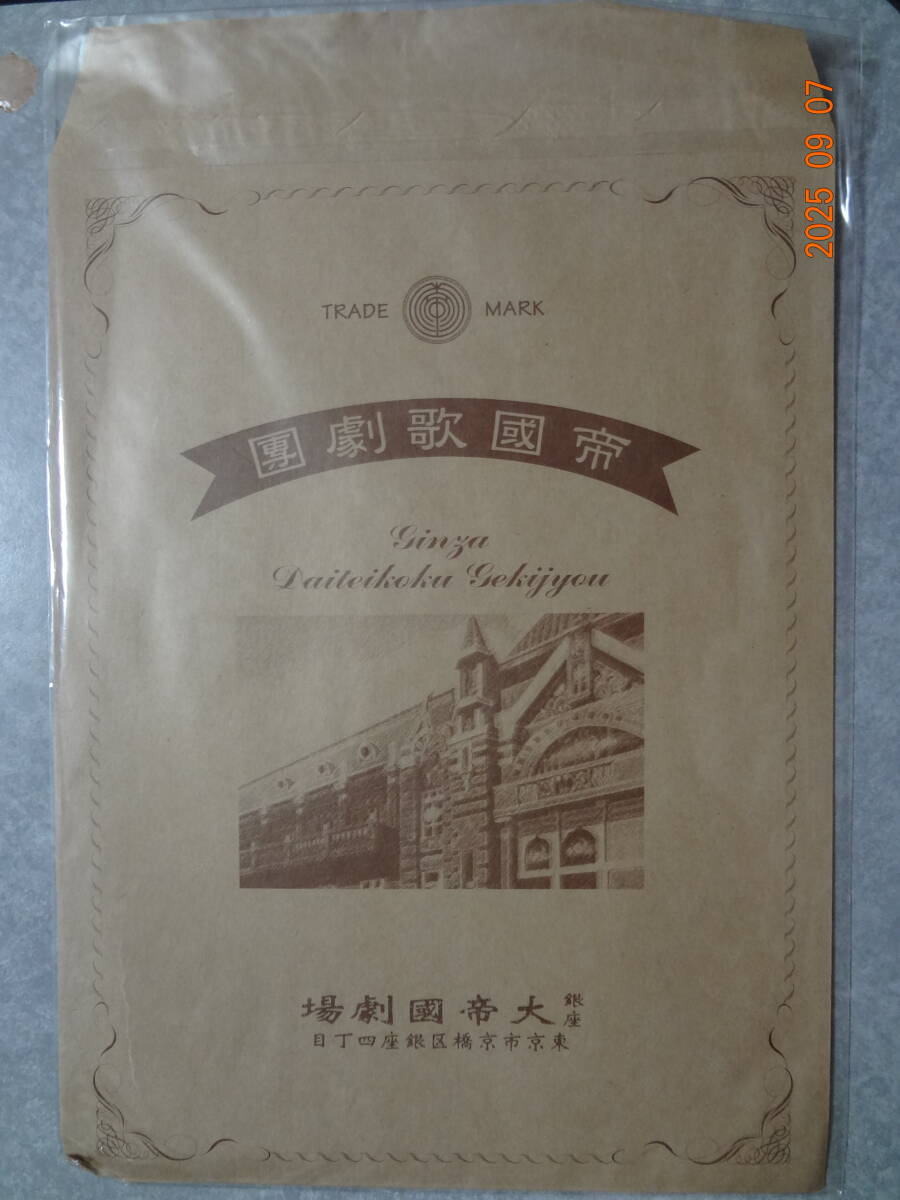 2025 09 07
TRADE MARK
帝國歌劇團
Ginza
Daiteikoku Gekijyou
銀座 大帝國劇場
東京市京橋区銀座四丁目